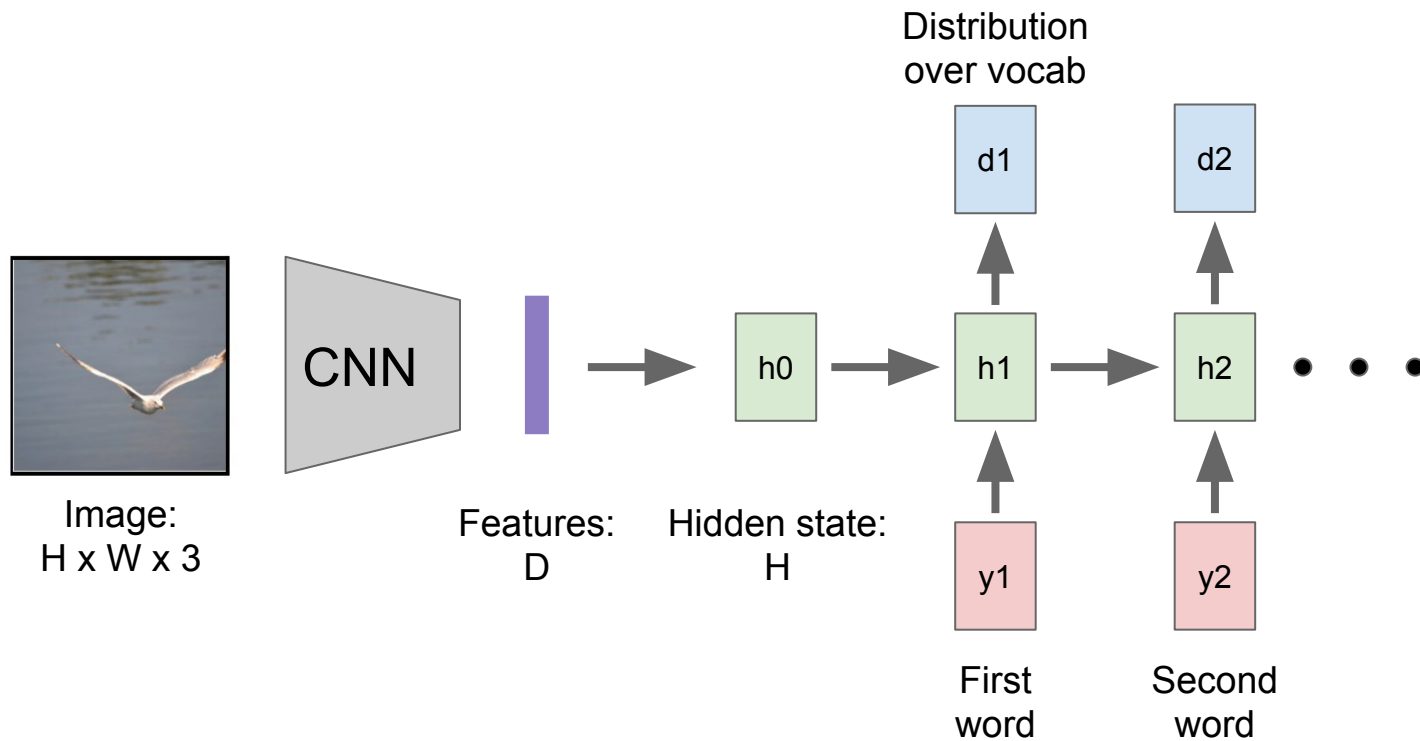 Distribution
over vocab
d1
d2
CNN
h0
h1
h2
Image:
H x W x 3
Features:
D
Hidden state:
H
y1
y2
First
word
Second
word